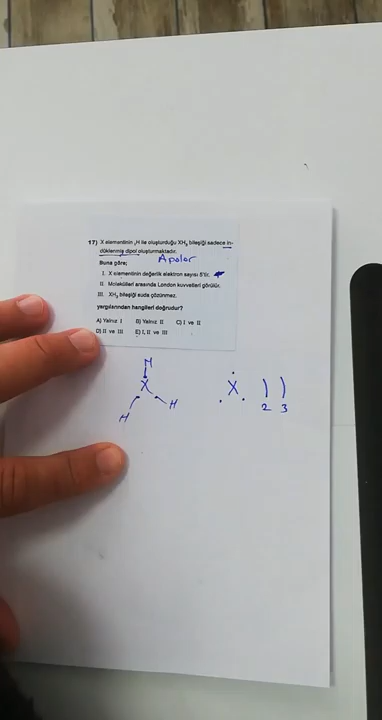 17) X elementinin ₁H ile oluşturduğu XH₃ bileşiği sadece in-
düklenmiş dipol oluşturmaktadır.
Apolar
Buna göre;
I. X elementinin değerlik elektron sayısı 5'tir.
II. Molekülleri arasında London kuvvetleri görülür.
III. XH₃ bileşiği suda çözünmez.
yargılarından hangileri doğrudur?
A) Yalnız I B) Yalnız II C) I ve II
D) II ve III E) I, II ve III
H
X
H H
X
2 3